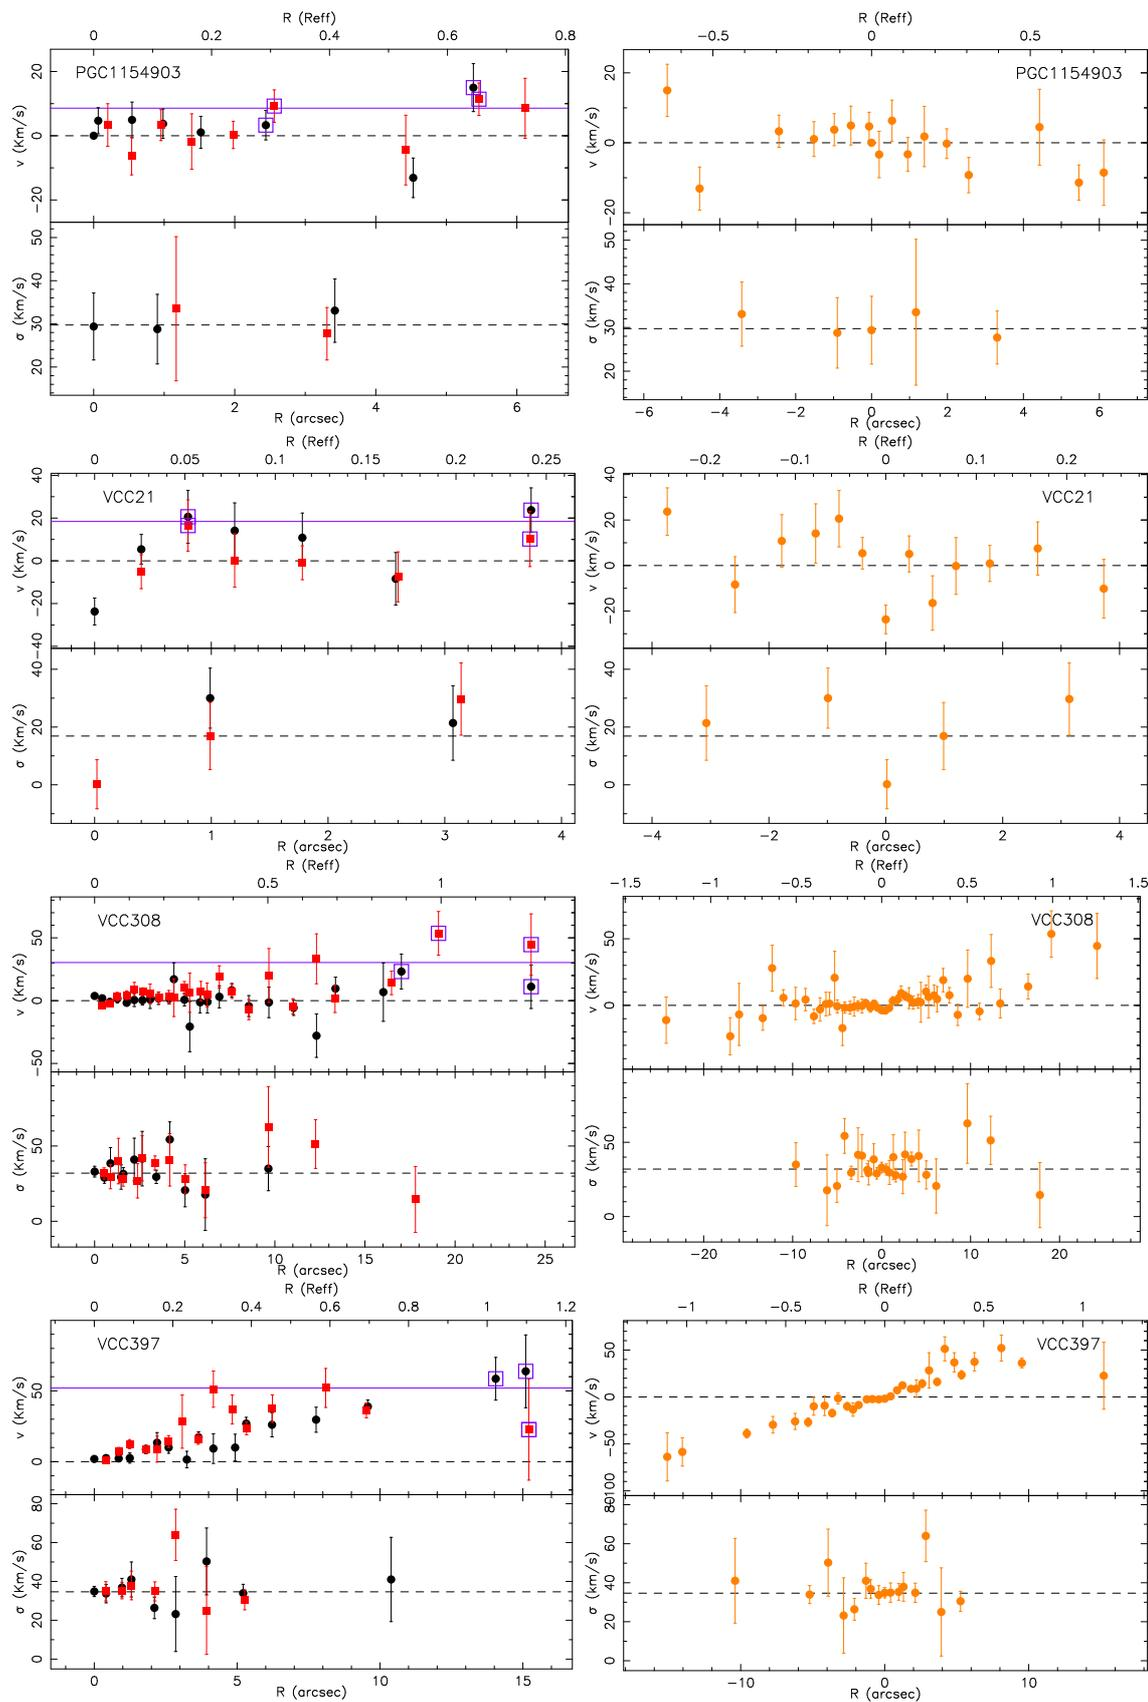 R (Reff) R (Reff)
0 0.2 0.4 0.6 0.8 −0.5 0 0.5
PGC1154903 PGC1154903
v (Km/s) 20 0 −20 v (km/s) 20 0 −20
σ (Km/s) 50 40 30 20 σ (km/s) 50 40 30 20
0 2 4 6 −6 −4 −2 0 2 4 6
R (arcsec) R (arcsec)
R (Reff) R (Reff)
0 0.05 0.1 0.15 0.2 0.25 −0.2 −0.1 0 0.1 0.2
VCC21 VCC21
v (Km/s) 40 20 0 −20 40 v (km/s) 40 20 0 −20
σ (Km/s) 40 20 0 σ (km/s) 40 20 0
0 1 2 3 4 −4 −2 0 2 4
R (arcsec) R (arcsec)
R (Reff) R (Reff)
0 0.5 1 −1.5 −1 −0.5 0 0.5 1 1.5
VCC308 VCC308
v (Km/s) 50 0 −50 v (km/s) 50 0
σ (Km/s) 50 0 σ (km/s) 50 0
0 5 10 15 20 25 −20 −10 0 10 20
R (arcsec) R (arcsec)
R (Reff) R (Reff)
0 0.2 0.4 0.6 0.8 1 1.2 −1 −0.5 0 0.5 1
VCC397 VCC397
v (Km/s) 50 0 v (km/s) 50 0 −50 100
σ (Km/s) 80 60 40 20 0 σ (km/s) 80 60 40 20 0
0 5 10 15 −10 0 10
R (arcsec) R (arcsec)